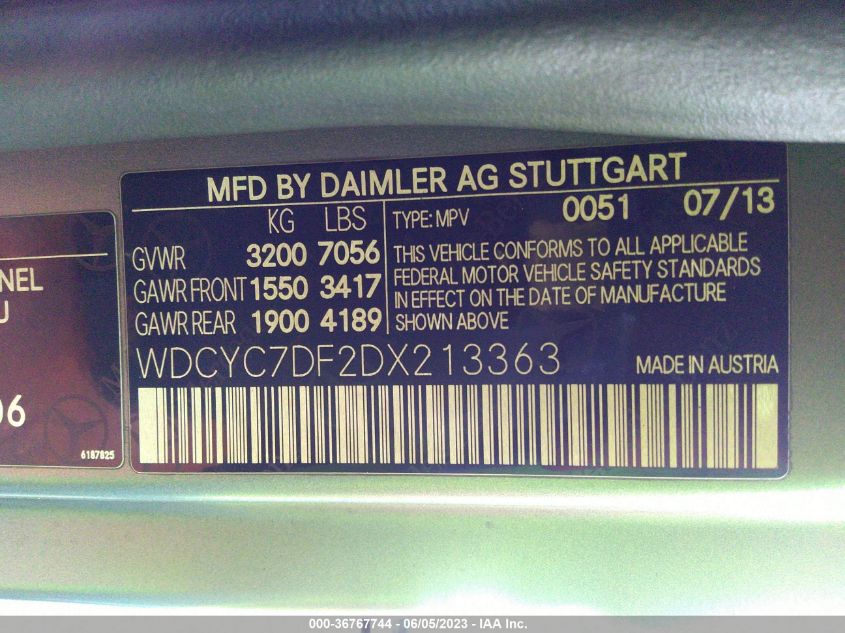 MFD BY DAIMLER AG STUTTGART
KG LBS
GVWR 3200 7056
GAWR FRONT 1550 3417
GAWR REAR 1900 4189
TYPE: MPV 0051 07/13
THIS VEHICLE CONFORMS TO ALL APPLICABLE
FEDERAL MOTOR VEHICLE SAFETY STANDARDS
IN EFFECT ON THE DATE OF MANUFACTURE
SHOWN ABOVE
WDCYC7DF2DX213363 MADE IN AUSTRIA
NEL
U
06
6187825
000-36767744 - 06/05/2023 - IAA Inc.